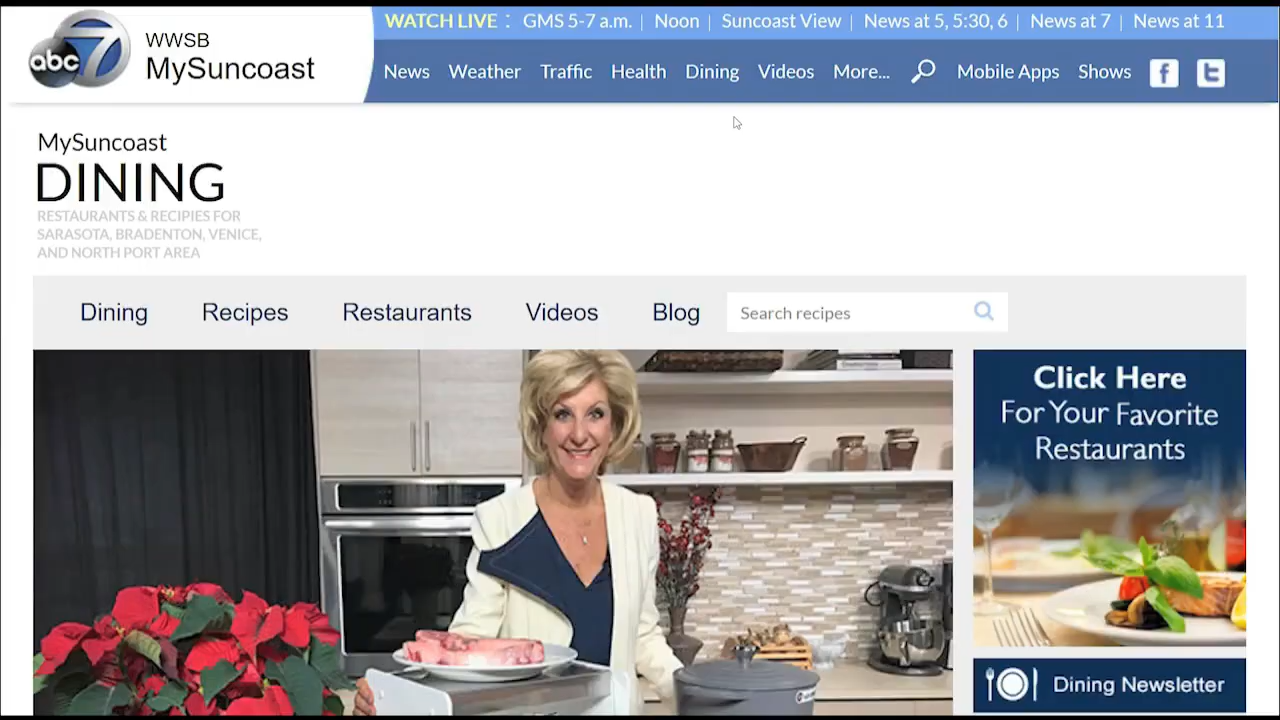 WATCH LIVE : GMS 5-7 a.m. | Noon | Suncoast View | News at 5, 5:30, 6 | News at 7 | News at 11
abc 7
WWSB
MySuncoast
News Weather Traffic Health Dining Videos More... Mobile Apps Shows f t
MySuncoast
DINING
RESTAURANTS & RECIPIES FOR
SARASOTA, BRADENTON, VENICE,
AND NORTH PORT AREA
Dining Recipes Restaurants Videos Blog Search recipes
Click Here
For Your Favorite
Restaurants
Dining Newsletter